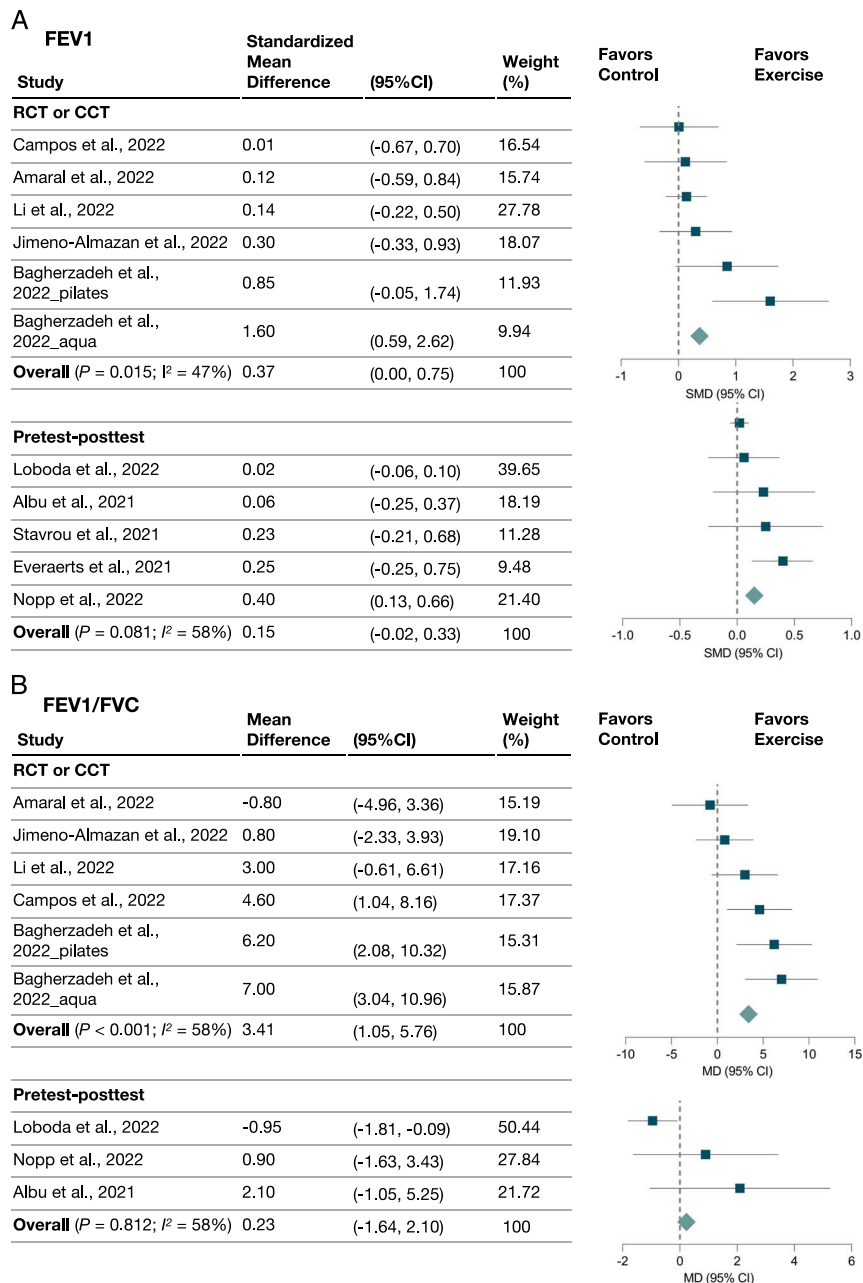 A
FEV1
Study Standardized Mean Difference (95%CI) Weight (%)
Favors Control Favors Exercise
RCT or CCT
Campos et al., 2022 0.01 (-0.67, 0.70) 16.54
Amaral et al., 2022 0.12 (-0.59, 0.84) 15.74
Li et al., 2022 0.14 (-0.22, 0.50) 27.78
Jimeno-Almazan et al., 2022 0.30 (-0.33, 0.93) 18.07
Bagherzadeh et al.,
2022_pilates 0.85 (-0.05, 1.74) 11.93
Bagherzadeh et al.,
2022_aqua 1.60 (0.59, 2.62) 9.94
Overall (P = 0.015; I² = 47%) 0.37 (0.00, 0.75) 100
-1 0 1 2 3
SMD (95% CI)
Pretest-posttest
Loboda et al., 2022 0.02 (-0.06, 0.10) 39.65
Albu et al., 2021 0.06 (-0.25, 0.37) 18.19
Stavrou et al., 2021 0.23 (-0.21, 0.68) 11.28
Everaerts et al., 2021 0.25 (-0.25, 0.75) 9.48
Nopp et al., 2022 0.40 (0.13, 0.66) 21.40
Overall (P = 0.081; I² = 58%) 0.15 (-0.02, 0.33) 100
-1.0 -0.5 0.0 0.5 1.0
SMD (95% CI)
B
FEV1/FVC
Study Mean Difference (95%CI) Weight (%)
Favors Control Favors Exercise
RCT or CCT
Amaral et al., 2022 -0.80 (-4.96, 3.36) 15.19
Jimeno-Almazan et al., 2022 0.80 (-2.33, 3.93) 19.10
Li et al., 2022 3.00 (-0.61, 6.61) 17.16
Campos et al., 2022 4.60 (1.04, 8.16) 17.37
Bagherzadeh et al.,
2022_pilates 6.20 (2.08, 10.32) 15.31
Bagherzadeh et al.,
2022_aqua 7.00 (3.04, 10.96) 15.87
Overall (P < 0.001; I² = 58%) 3.41 (1.05, 5.76) 100
-10 -5 0 5 10 15
MD (95% CI)
Pretest-posttest
Loboda et al., 2022 -0.95 (-1.81, -0.09) 50.44
Nopp et al., 2022 0.90 (-1.63, 3.43) 27.84
Albu et al., 2021 2.10 (-1.05, 5.25) 21.72
Overall (P = 0.812; I² = 58%) 0.23 (-1.64, 2.10) 100
-2 0 2 4 6
MD (95% CI)